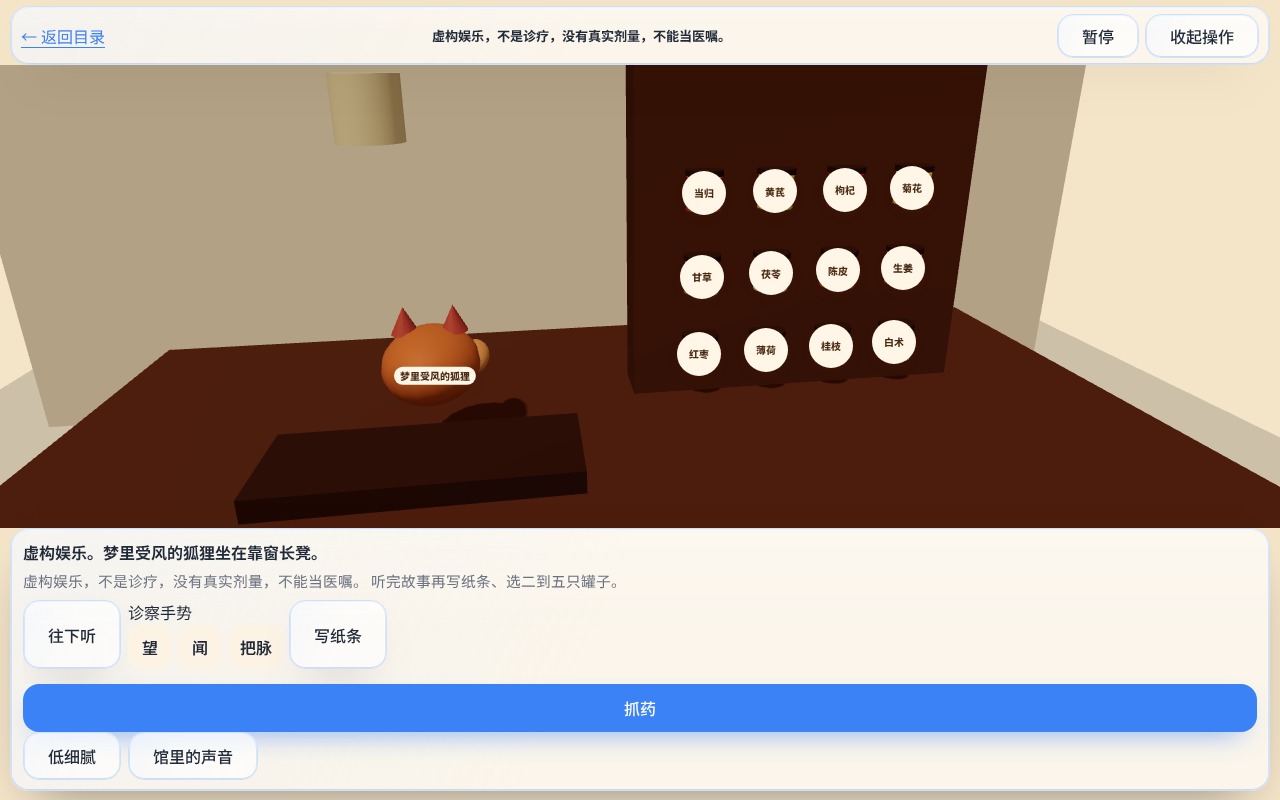 ← 返回目录
虚构娱乐，不是诊疗，没有真实剂量，不能当医嘱。
暂停
收起操作
当归
黄芪
枸杞
菊花
甘草
茯苓
陈皮
生姜
红枣
薄荷
桂枝
白术
梦里受风的狐狸
虚构娱乐。梦里受风的狐狸坐在靠窗长凳。
虚构娱乐，不是诊疗，没有真实剂量，不能当医嘱。 听完故事再写纸条、选二到五只罐子。
往下听
诊察手势
望
闻
把脉
写纸条
抓药
低细腻
馆里的声音